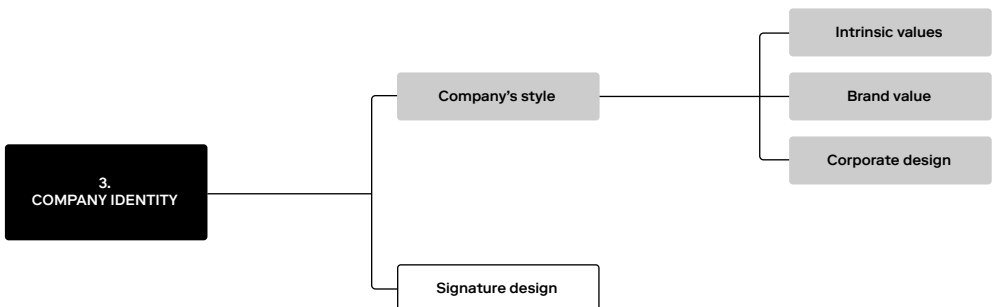 3.
COMPANY IDENTITY
Company's style
Signature design
Intrinsic values
Brand value
Corporate design